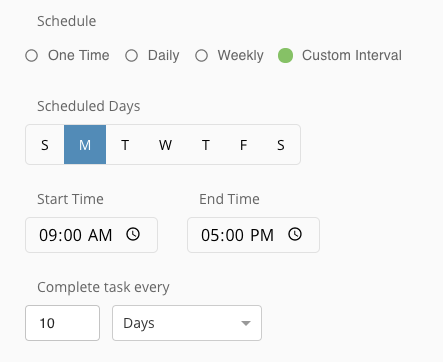 Schedule
One Time Daily Weekly Custom Interval
Scheduled Days
S M T W T F S
Start Time End Time
09:00 AM 05:00 PM
Complete task every
10 Days